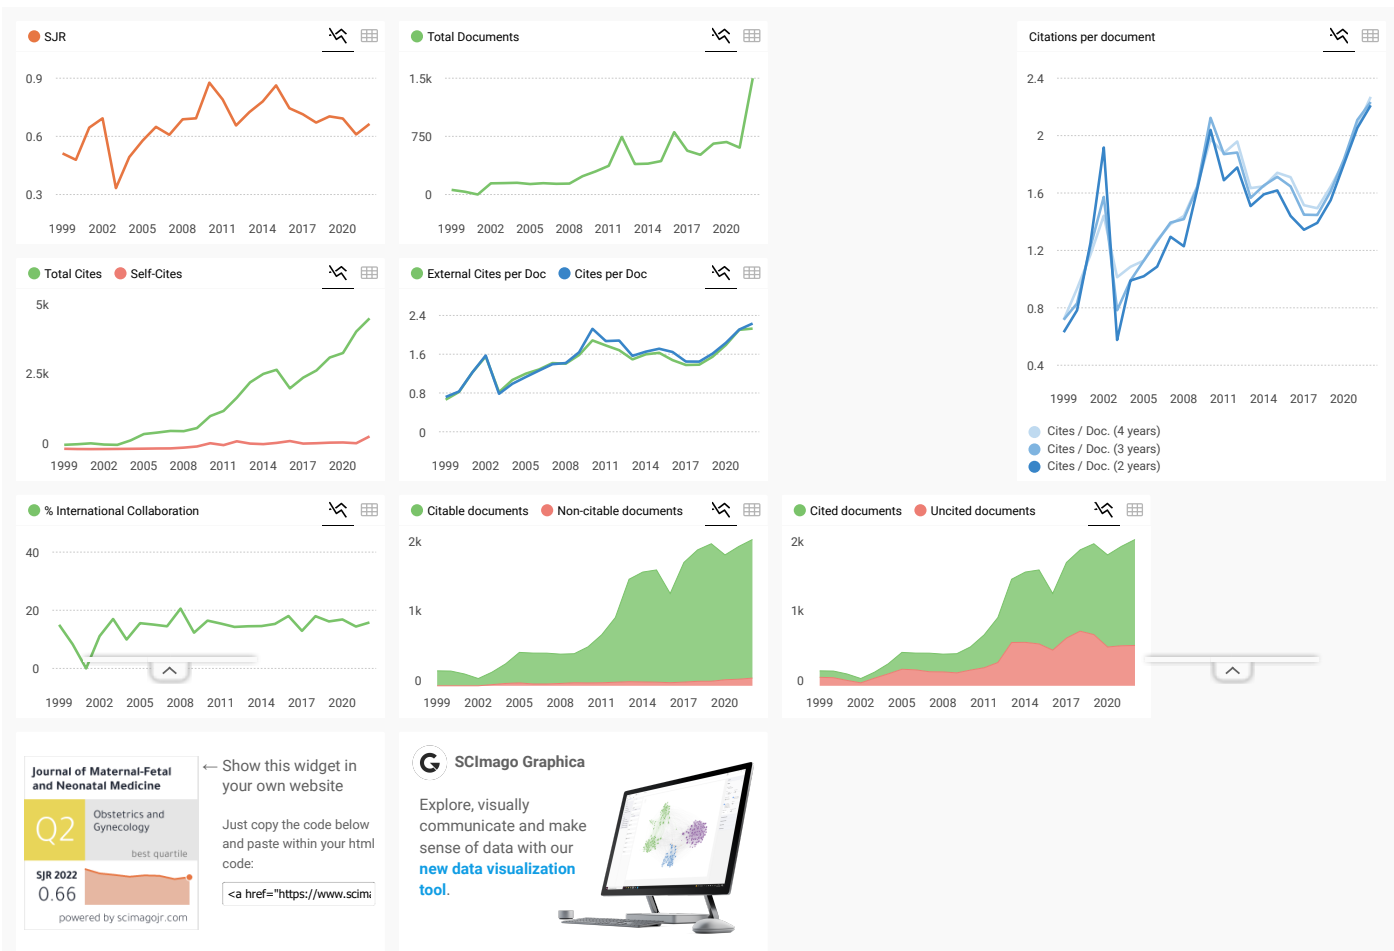 SJR
0.9
0.6
0.3
1999 2002 2005 2008 2011 2014 2017 2020
Total Documents
1.5k
750
0
1999 2002 2005 2008 2011 2014 2017 2020
Citations per document
2.4
2
1.6
1.2
0.8
0.4
1999 2002 2005 2008 2011 2014 2017 2020
Cites / Doc. (4 years)
Cites / Doc. (3 years)
Cites / Doc. (2 years)
Total Cites Self-Cites
5k
2.5k
0
1999 2002 2005 2008 2011 2014 2017 2020
External Cites per Doc Cites per Doc
2.4
1.6
0.8
0
1999 2002 2005 2008 2011 2014 2017 2020
% International Collaboration
40
20
0
1999 2002 2005 2008 2011 2014 2017 2020
Citable documents Non-citable documents
2k
1k
0
1999 2002 2005 2008 2011 2014 2017 2020
Cited documents Uncited documents
2k
1k
0
1999 2002 2005 2008 2011 2014 2017 2020
Journal of Maternal-Fetal
and Neonatal Medicine
Q2
Obstetrics and
Gynecology
best quartile
SJR 2022
0.66
powered by scimagojr.com
← Show this widget in
your own website
Just copy the code below
and paste within your html
code:
<a href="https://www.scima
G SCImago Graphica
Explore, visually
communicate and make
sense of data with our
new data visualization
tool.